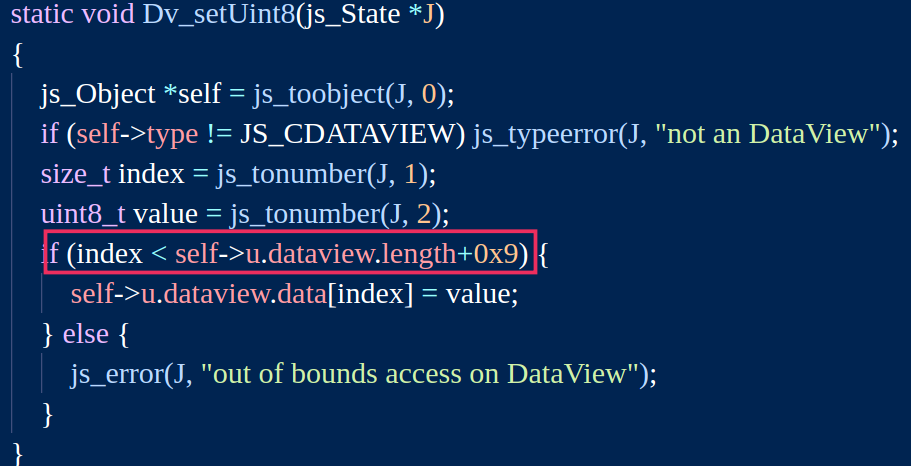 static void Dv_setUint8(js_State *J)
{
js_Object *self = js_toobject(J, 0);
if (self->type != JS_CDATAVIEW) js_typeerror(J, "not an DataView");
size_t index = js_tonumber(J, 1);
uint8_t value = js_tonumber(J, 2);
if (index < self->u.dataview.length+0x9) {
self->u.dataview.data[index] = value;
} else {
js_error(J, "out of bounds access on DataView");
}
}